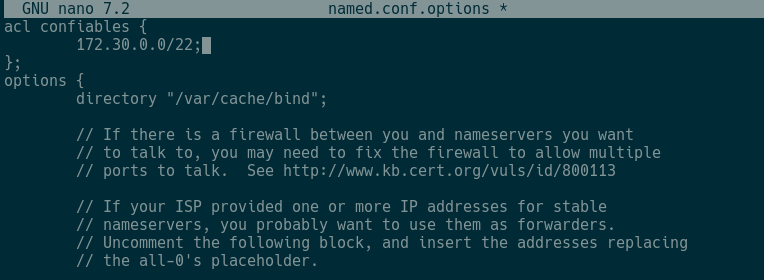 GNU nano 7.2 named.conf.options *
acl confiables {
172.30.0.0/22;
};
options {
directory "/var/cache/bind";
// If there is a firewall between you and nameservers you want
// to talk to, you may need to fix the firewall to allow multiple
// ports to talk.  See http://www.kb.cert.org/vuls/id/800113
// If your ISP provided one or more IP addresses for stable
// nameservers, you probably want to use them as forwarders.
// Uncomment the following block, and insert the addresses replacing
// the all-0's placeholder.